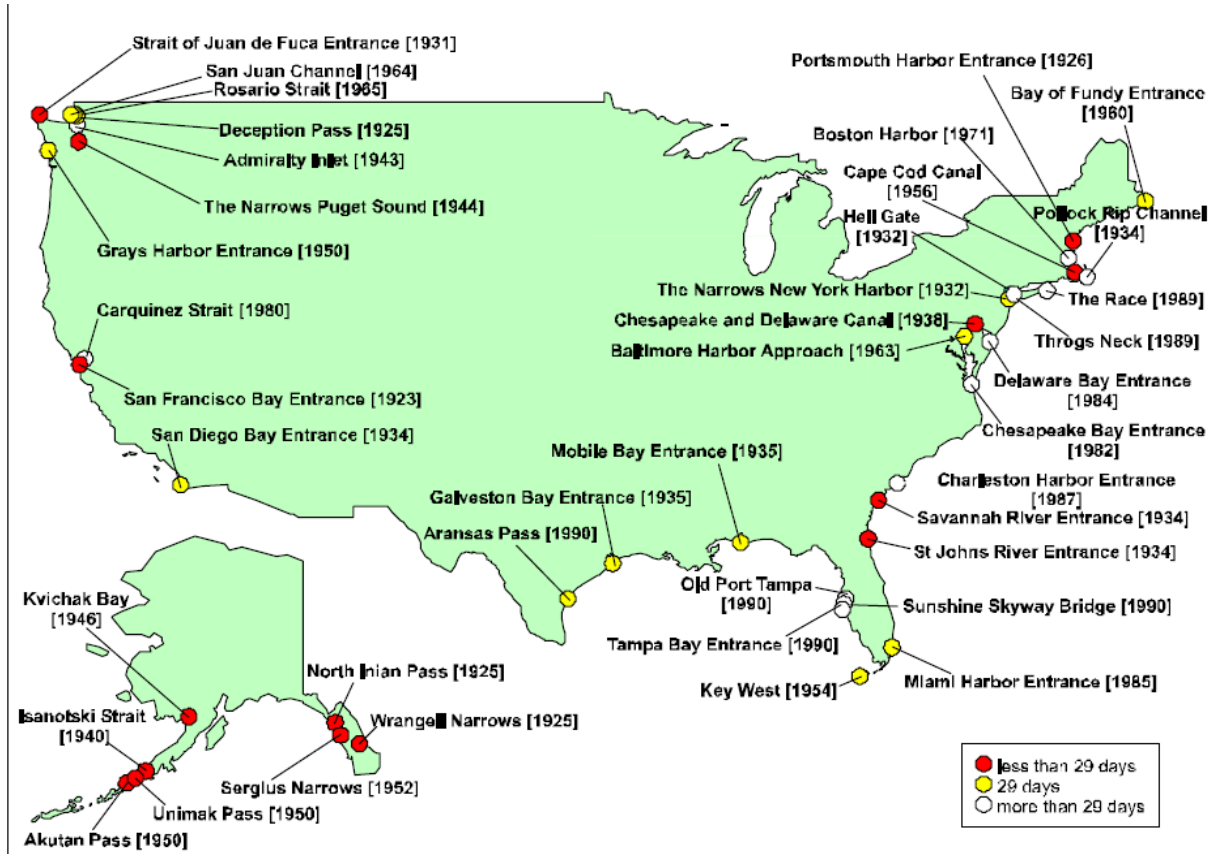 Strait of Juan de Fuca Entrance [1931]
San Juan Channel [1964]
Rosario Strait [1965]
Deception Pass [1925]
Admiralty Inlet [1943]
The Narrows Puget Sound [1944]
Grays Harbor Entrance [1950]
Carquinez Strait [1980]
San Francisco Bay Entrance [1923]
San Diego Bay Entrance [1934]
Portsmouth Harbor Entrance [1926]
Bay of Fundy Entrance
[1960]
Boston Harbor [1971]
Cape Cod Canal
[1956]
Hell Gate
[1932]
Pollock Rip Channel
[1934]
The Narrows New York Harbor [1932]
The Race [1989]
Chesapeake and Delaware Canal [1938]
Throgs Neck [1989]
Baltimore Harbor Approach [1963]
Delaware Bay Entrance
[1984]
Chesapeake Bay Entrance
[1982]
Mobile Bay Entrance [1935]
Galveston Bay Entrance [1935]
Aransas Pass [1990]
Charleston Harbor Entrance
[1987]
Savannah River Entrance [1934]
St Johns River Entrance [1934]
Old Port Tampa
[1990]
Sunshine Skyway Bridge [1990]
Tampa Bay Entrance [1990]
Key West [1954]
Miami Harbor Entrance [1985]
Kvichak Bay
[1946]
North Inian Pass [1925]
Isanotski Strait
[1940]
Wrangell Narrows [1925]
Sergius Narrows [1952]
Unimak Pass [1950]
Akutan Pass [1950]
less than 29 days
29 days
more than 29 days